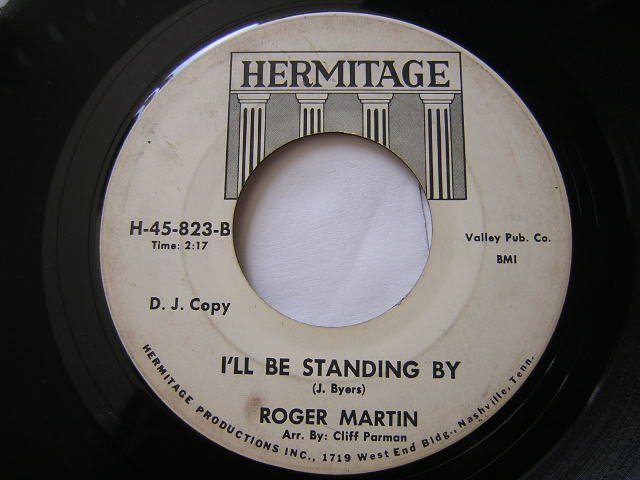 HERMITAGE
H-45-823-B
Time: 2:17
Valley Pub. Co.
BMI
D. J. Copy
I'LL BE STANDING BY
(J. Byers)
ROGER MARTIN
Arr. By: Cliff Parman
HERMITAGE PRODUCTIONS INC., 1719 West End Bldg., Nashville, Tenn.